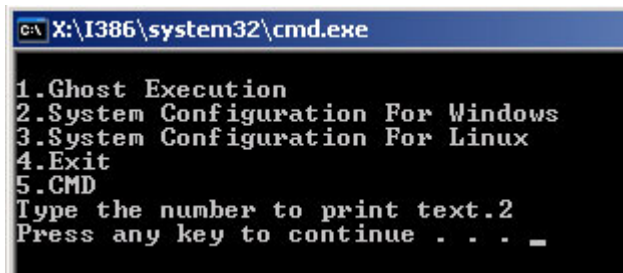 X:\I386\system32\cmd.exe
1.Ghost Execution
2.System Configuration For Windows
3.System Configuration For Linux
4.Exit
5.CMD
Type the number to print text.2
Press any key to continue . . . _